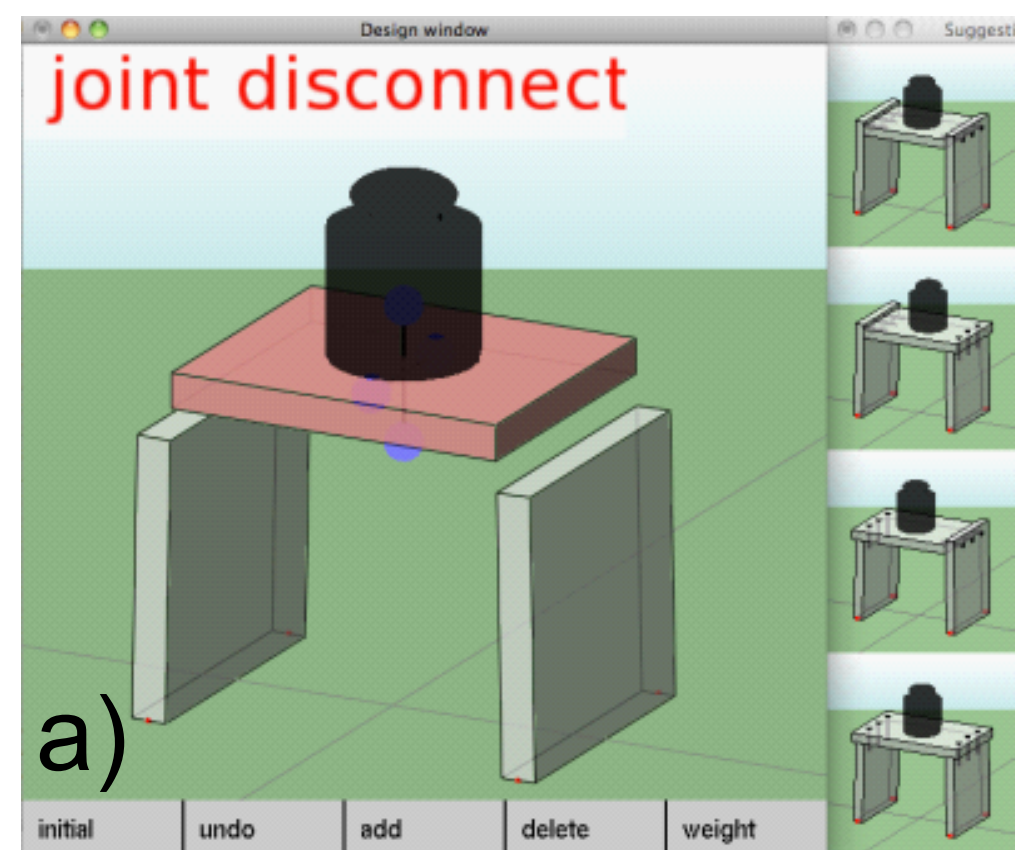 Design window
Suggesti
joint disconnect
a)
initial undo add delete weight